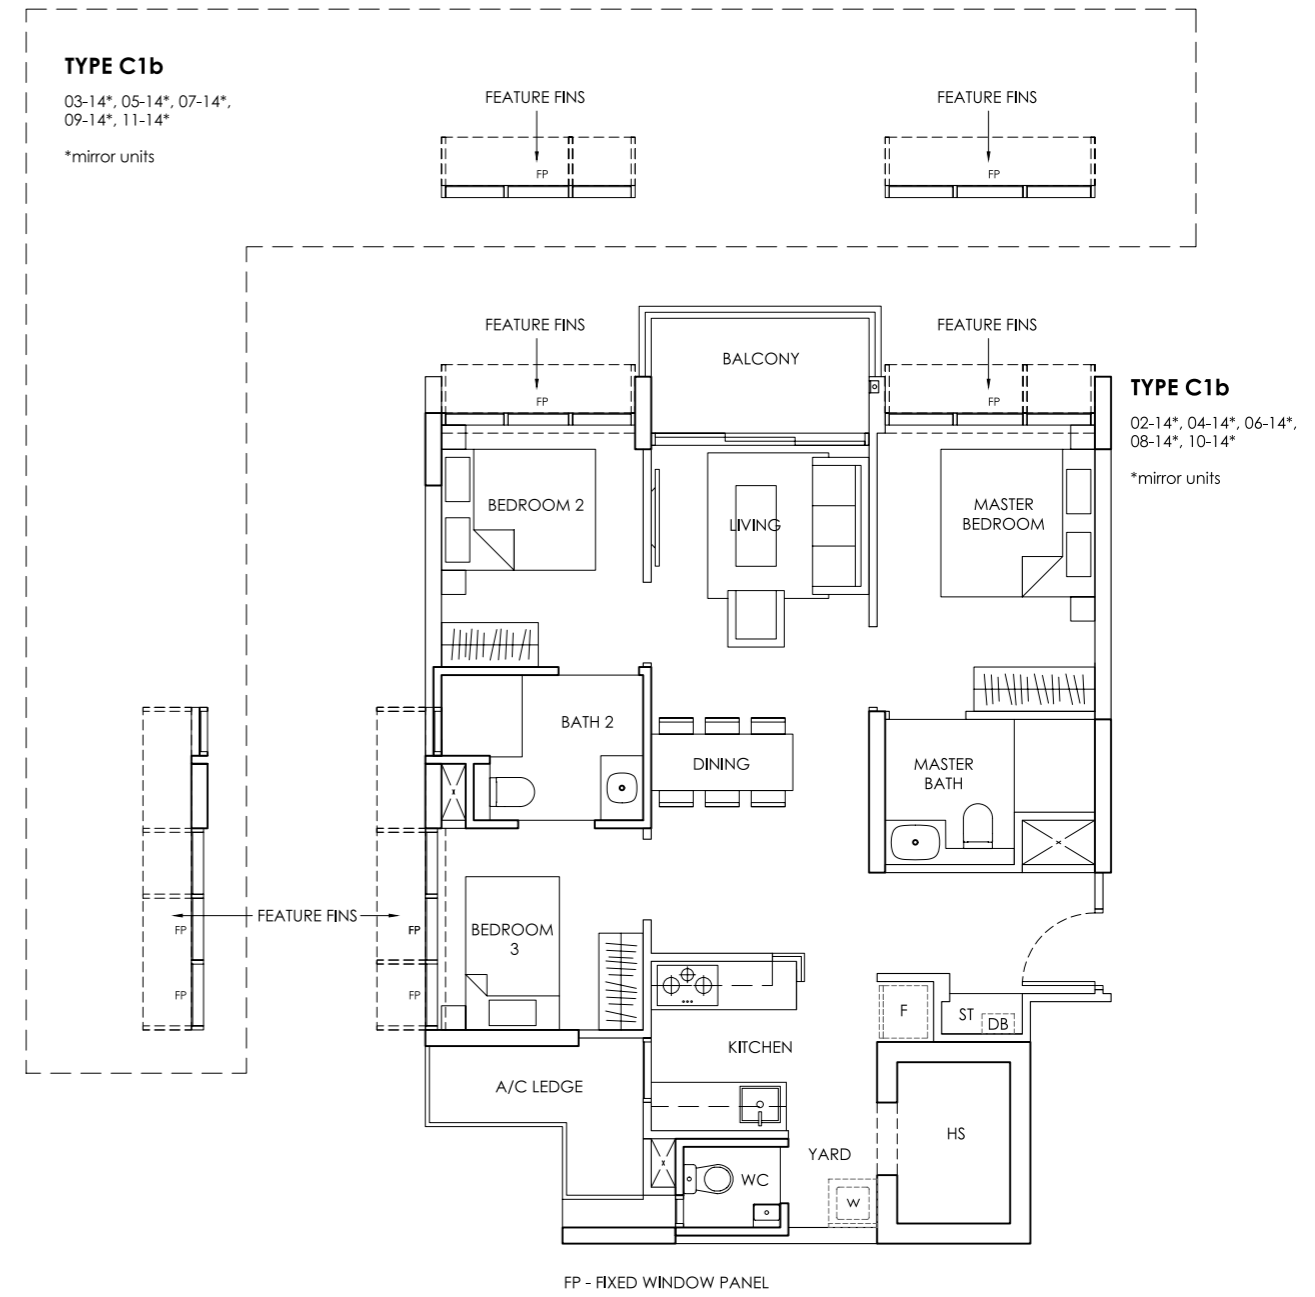 TYPE C1b
03-14*, 05-14*, 07-14*,
09-14*, 11-14*
*mirror units
FEATURE FINS
FEATURE FINS
FP
FP
FEATURE FINS
FEATURE FINS
BALCONY
FP
FP
TYPE C1b
02-14*, 04-14*, 06-14*,
08-14*, 10-14*
*mirror units
BEDROOM 2
LIVING
MASTER
BEDROOM
BATH 2
DINING
MASTER
BATH
FEATURE FINS
FP
FP
BEDROOM
3
FP
FP
F
ST
DB
KITCHEN
A/C LEDGE
HS
YARD
WC
W
FP - FIXED WINDOW PANEL